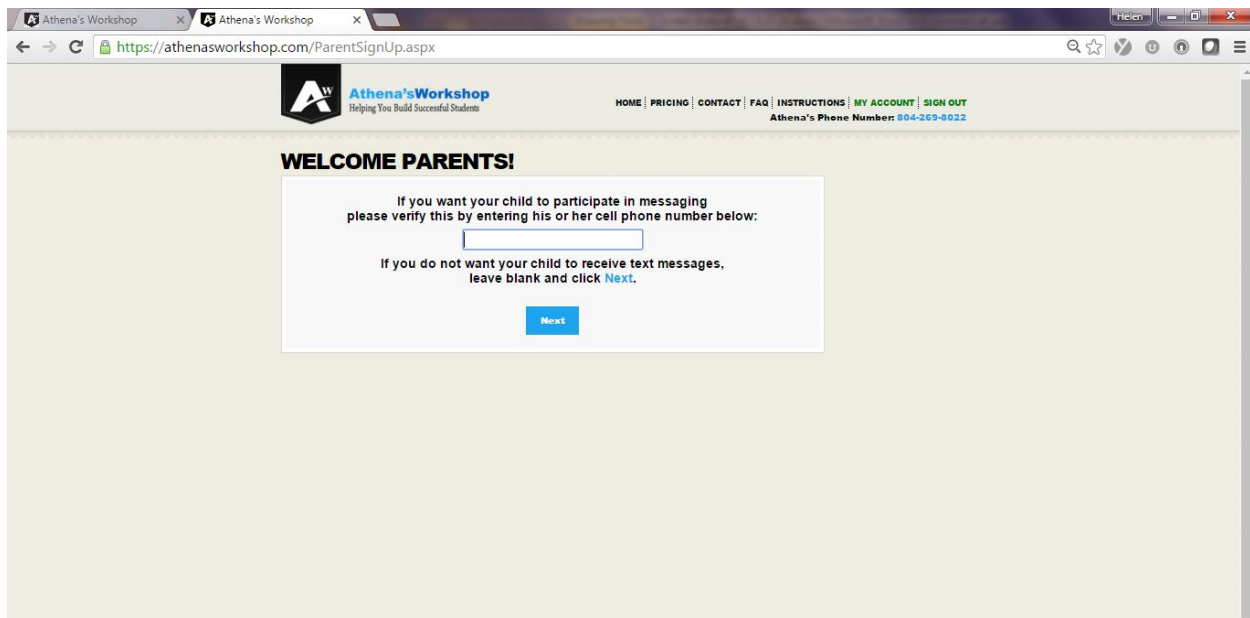 Athena's Workshop
Athena's Workshop
Helen
https://athenasworkshop.com/ParentSignUp.aspx
AW
Athena'sWorkshop
Helping You Build Successful Students
HOME | PRICING | CONTACT | FAQ | INSTRUCTIONS | MY ACCOUNT | SIGN OUT
Athena's Phone Number: 804-269-8022
WELCOME PARENTS!
If you want your child to participate in messaging
please verify this by entering his or her cell phone number below:
If you do not want your child to receive text messages,
leave blank and click Next.
Next